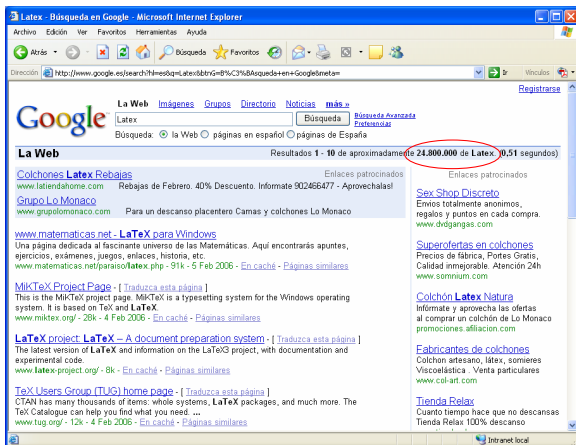 Latex - Búsqueda en Google - Microsoft Internet Explorer
Archivo Edición Ver Favoritos Herramientas Ayuda
Atrás Búsqueda Favoritos
Dirección http://www.google.es/search?hl=es&q=Latex&btnG=B%C3%BAsqueda+en+Google&meta= Ir Vínculos
Registrarse
Google
La Web Imágenes Grupos Directorio Noticias más »
Latex Búsqueda Búsqueda Avanzada
Preferencias
Búsqueda: la Web páginas en español páginas de España
La Web Resultados 1 - 10 de aproximadamente 24.800.000 de Latex. (0,51 segundos)
Colchones Latex Rebajas Enlaces patrocinados
www.latiendahome.com Rebajas de Febrero. 40% Descuento. Informate 902466477 - Aprovechalas!
Grupo Lo Monaco
www.grupolomonaco.com Para un descanso placentero Camas y colchones Lo Monaco
www.matematicas.net - LaTeX para Windows
Una página dedicada al fascinante universo de las Matemáticas. Aquí encontrarás apuntes,
ejercicios, exámenes, juegos, enlaces, historia, etc.
www.matematicas.net/paraiso/latex.php - 91k - 5 Feb 2006 - En caché - Páginas similares
MiKTeX Project Page - [ Traduzca esta página ]
This is the MiKTeX project page. MiKTeX is a typesetting system for the Windows operating
system. It is based on TeX and LaTeX.
www.miktex.org/ - 28k - 4 Feb 2006 - En caché - Páginas similares
LaTeX project: LaTeX – A document preparation system - [ Traduzca esta página ]
The latest version of LaTeX and information on the LaTeX3 project, with documentation and
experimental code.
www.latex-project.org/ - 8k - En caché - Páginas similares
TeX Users Group (TUG) home page - [ Traduzca esta página ]
CTAN has many thousands of items: whole systems, LaTeX packages, and much more. The
TeX Catalogue can help you find what you need. ...
www.tug.org/ - 12k - 4 Feb 2006 - En caché - Páginas similares
Enlaces patrocinados
Sex Shop Discreto
Envios totalmente anonimos,
regalos y puntos en cada compra.
www.dvdgangas.com
Superofertas en colchones
Precios de fábrica, Portes Gratis,
Calidad inmejorable. Atención 24h
www.somnium.com
Colchón Latex Natura
Infórmate y aprovecha las ofertas
al comprar un colchón de Lo Monaco
promociones.afiliacion.com
Fabricantes de colchones
Colchon artesano, látex, somieres
Viscoelástica . Venta particulares
www.col-art.com
Tienda Relax
Cuanto tiempo hace que no descansas
Tienda Relax 100% descanso
Intranet local